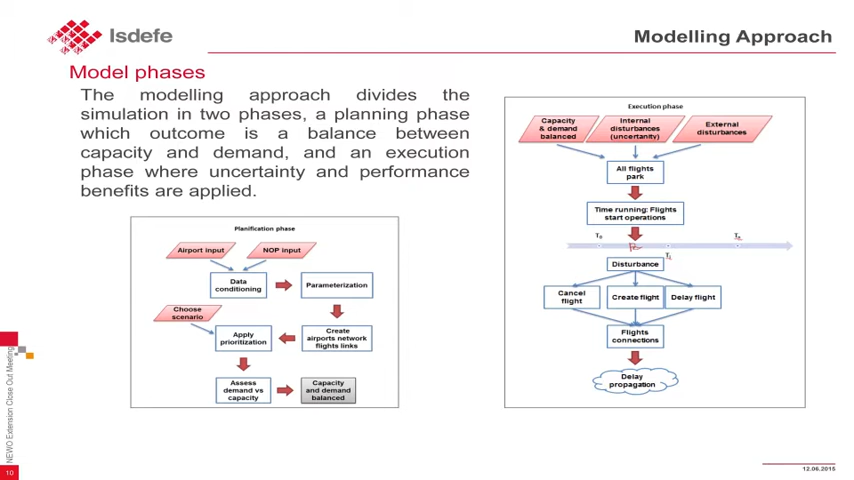 Isdefe
Modelling Approach
Model phases
The modelling approach divides the
simulation in two phases, a planning phase
which outcome is a balance between
capacity and demand, and an execution
phase where uncertainty and performance
benefits are applied.
Planification phase
Airport input
NOP input
Data
conditioning
Parameterization
Choose
scenario
Apply
prioritization
Create
airports network
flights links
Assess
demand vs
capacity
Capacity
and demand
balanced
Execution phase
Capacity
& demand
balanced
Internal
disturbances
(uncertainty)
External
disturbances
All flights
park
Time running: Flights
start operations
Disturbance
Cancel
flight
Create flight
Delay flight
Flights
connections
Delay
propagation
NEWO Extension Close Out Meeting
10
12.06.2015